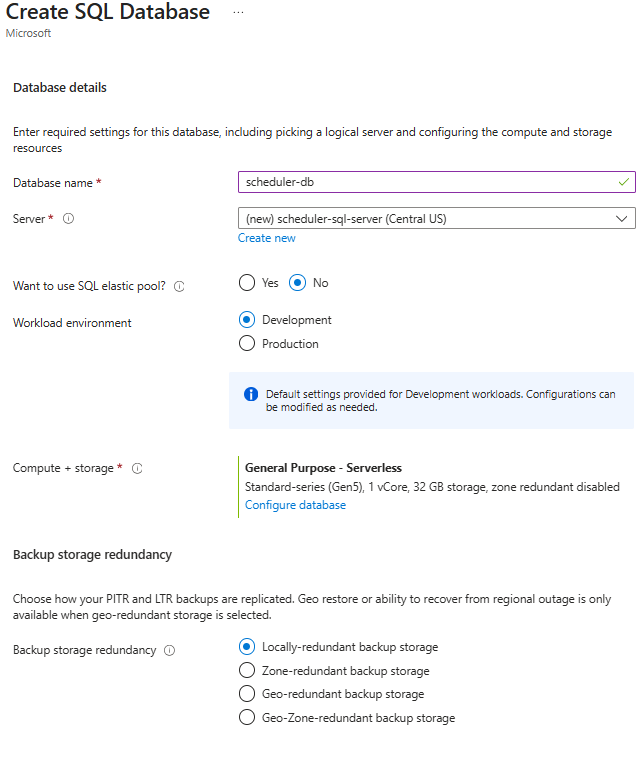 Create SQL Database ...
Microsoft
Database details
Enter required settings for this database, including picking a logical server and configuring the compute and storage
resources
Database name *
scheduler-db
Server *
(new) scheduler-sql-server (Central US)
Create new
Want to use SQL elastic pool?
Yes No
Workload environment
Development
Production
Default settings provided for Development workloads. Configurations can
be modified as needed.
Compute + storage *
General Purpose - Serverless
Standard-series (Gen5), 1 vCore, 32 GB storage, zone redundant disabled
Configure database
Backup storage redundancy
Choose how your PITR and LTR backups are replicated. Geo restore or ability to recover from regional outage is only
available when geo-redundant storage is selected.
Backup storage redundancy
Locally-redundant backup storage
Zone-redundant backup storage
Geo-redundant backup storage
Geo-Zone-redundant backup storage